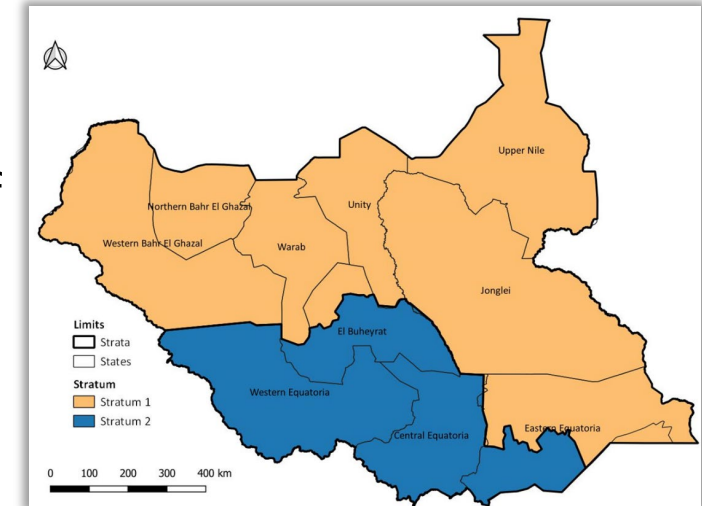 Upper Nile
Northern Bahr El Ghazal
Unity
Western Bahr El Ghazal
Warab
Jonglei
Limits
Strata
States
Stratum
Stratum 1
Stratum 2
El Buheyrat
Western Equatoria
Central Equatoria
Eastern Equatoria
0 100 200 300 400 km